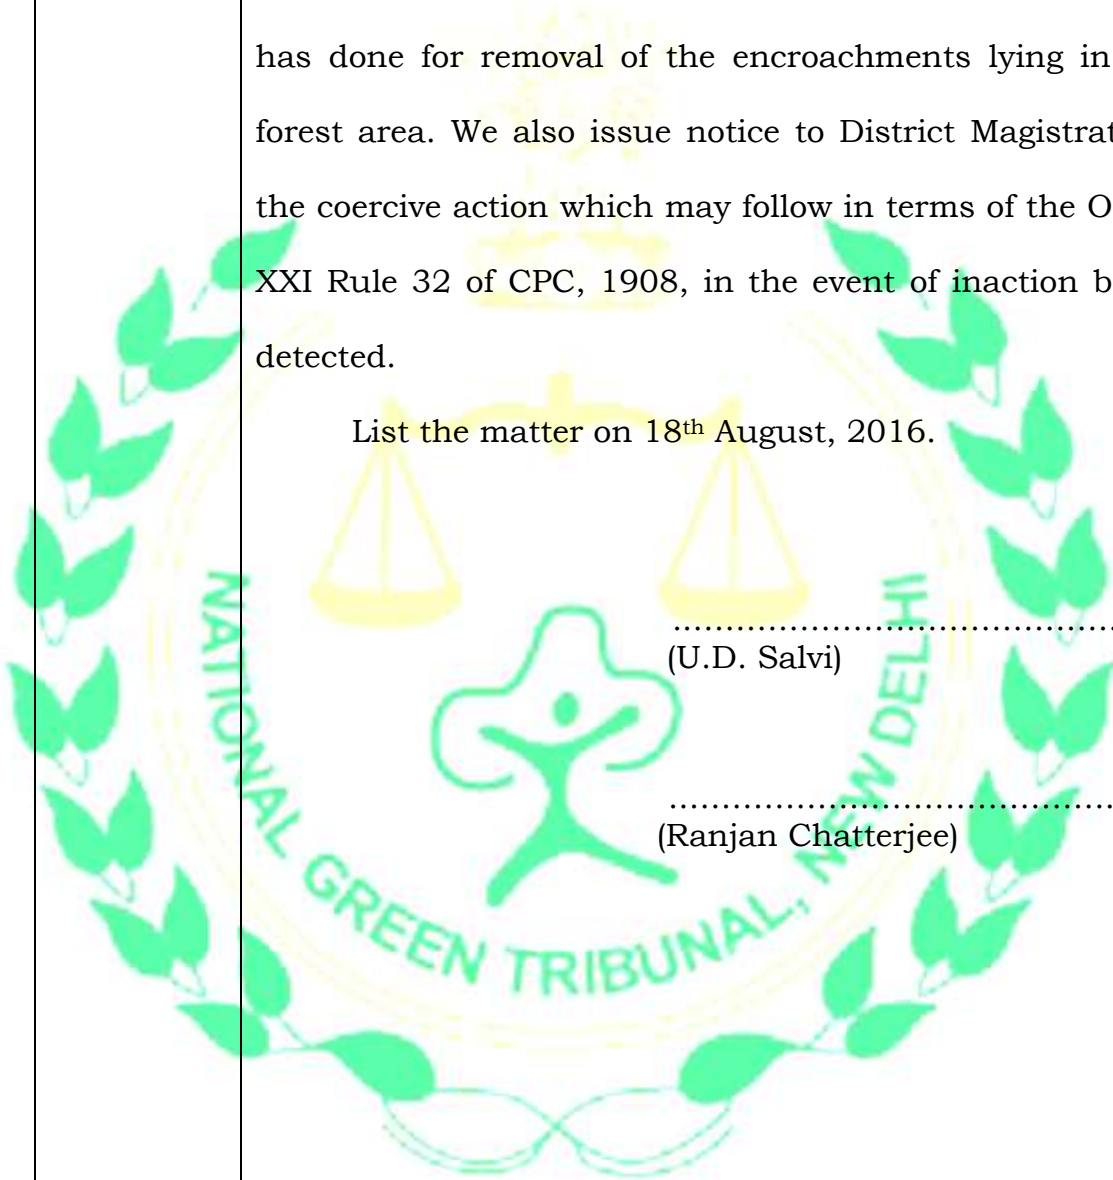 has done for removal of the encroachments lying in
forest area. We also issue notice to District Magistrat
the coercive action which may follow in terms of the O
XXI Rule 32 of CPC, 1908, in the event of inaction b
detected.
List the matter on 18th August, 2016.
..........................................
(U.D. Salvi)
..........................................
(Ranjan Chatterjee)
NATIONAL GREEN TRIBUNAL, NEW DELHI